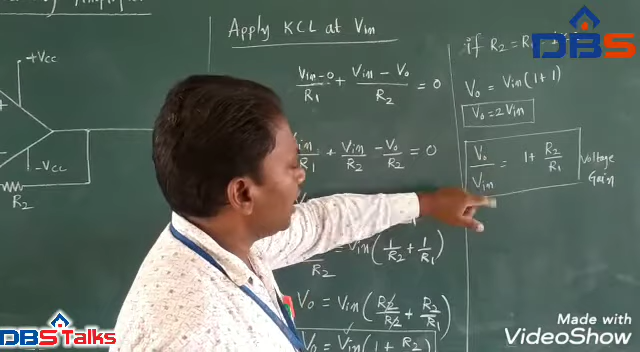 +Vcc
-Vcc
R2
Apply KCL at Vin
Vin-0/R1 + Vin-Vo/R2 = 0
Vin/R2 - Vo/R2 = 0
R2 = Vin(1/R2 + 1/R1)
Vo = Vin(R2/R2 + R2/R1)
Vo = Vin(1 + R2
if R2 =
Vo = Vin(1+1)
Vo = 2Vin
Vo/Vin = 1 + R2/R1
Voltage
Gain
DBS
DBS Talks
Made with
VideoShow